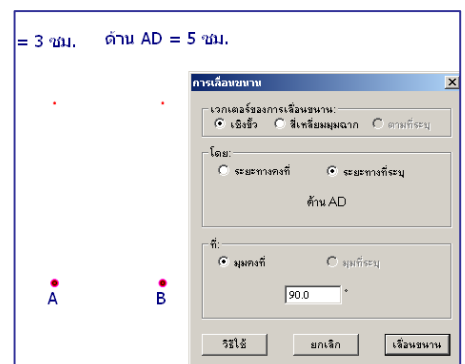 = 3 ซม. ด้าน AD = 5 ซม.
การเลื่อนขนาน
เวกเตอร์ของการเลื่อนขนาน:
เชิงขั้ว สี่เหลี่ยมมุมฉาก ตามที่ระบุ
โดย:
ระยะทางคงที่ ระยะทางที่ระบุ
ด้าน AD
ที่:
มุมคงที่ มุมที่ระบุ
90.0 °
A B
วิธีใช้ ยกเลิก เลื่อนขนาน